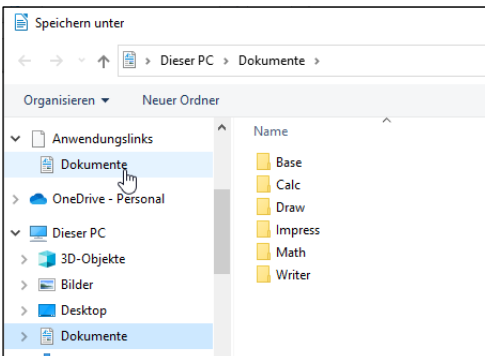 Speichern unter
Dieser PC > Dokumente >
Organisieren Neuer Ordner
Anwendungslinks
Dokumente
OneDrive - Personal
Dieser PC
3D-Objekte
Bilder
Desktop
Dokumente
Name
Base
Calc
Draw
Impress
Math
Writer